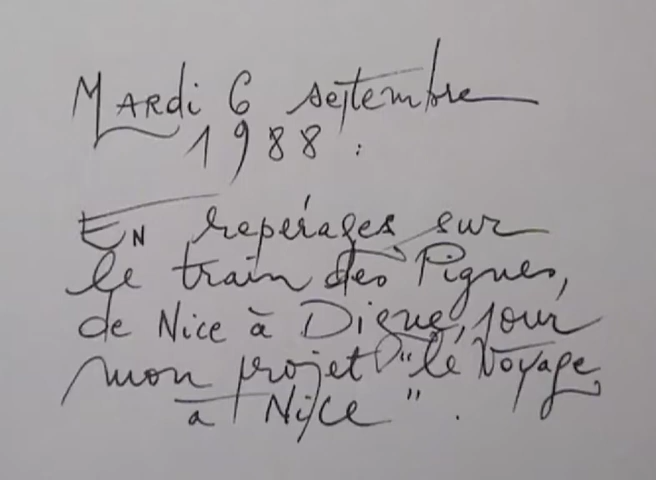 Mardi 6 septembre
1988 :
En repérages sur
le train des Pignes,
de Nice à Digne, pour
mon projet "le Voyage
à Nice".